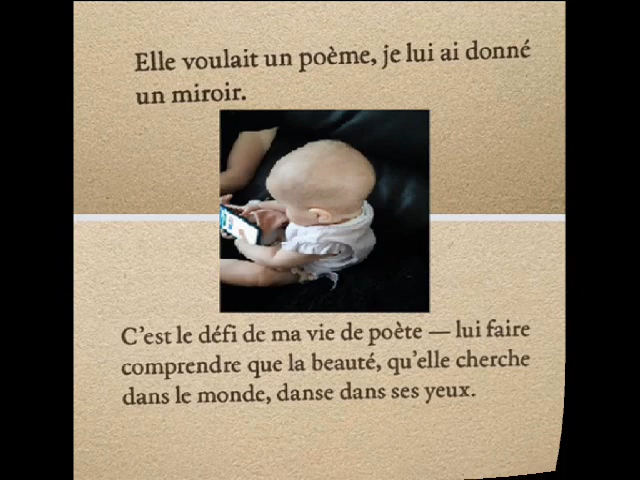 Elle voulait un poème, je lui ai donné
un miroir.
C'est le défi de ma vie de poète — lui faire
comprendre que la beauté, qu'elle cherche
dans le monde, danse dans ses yeux.